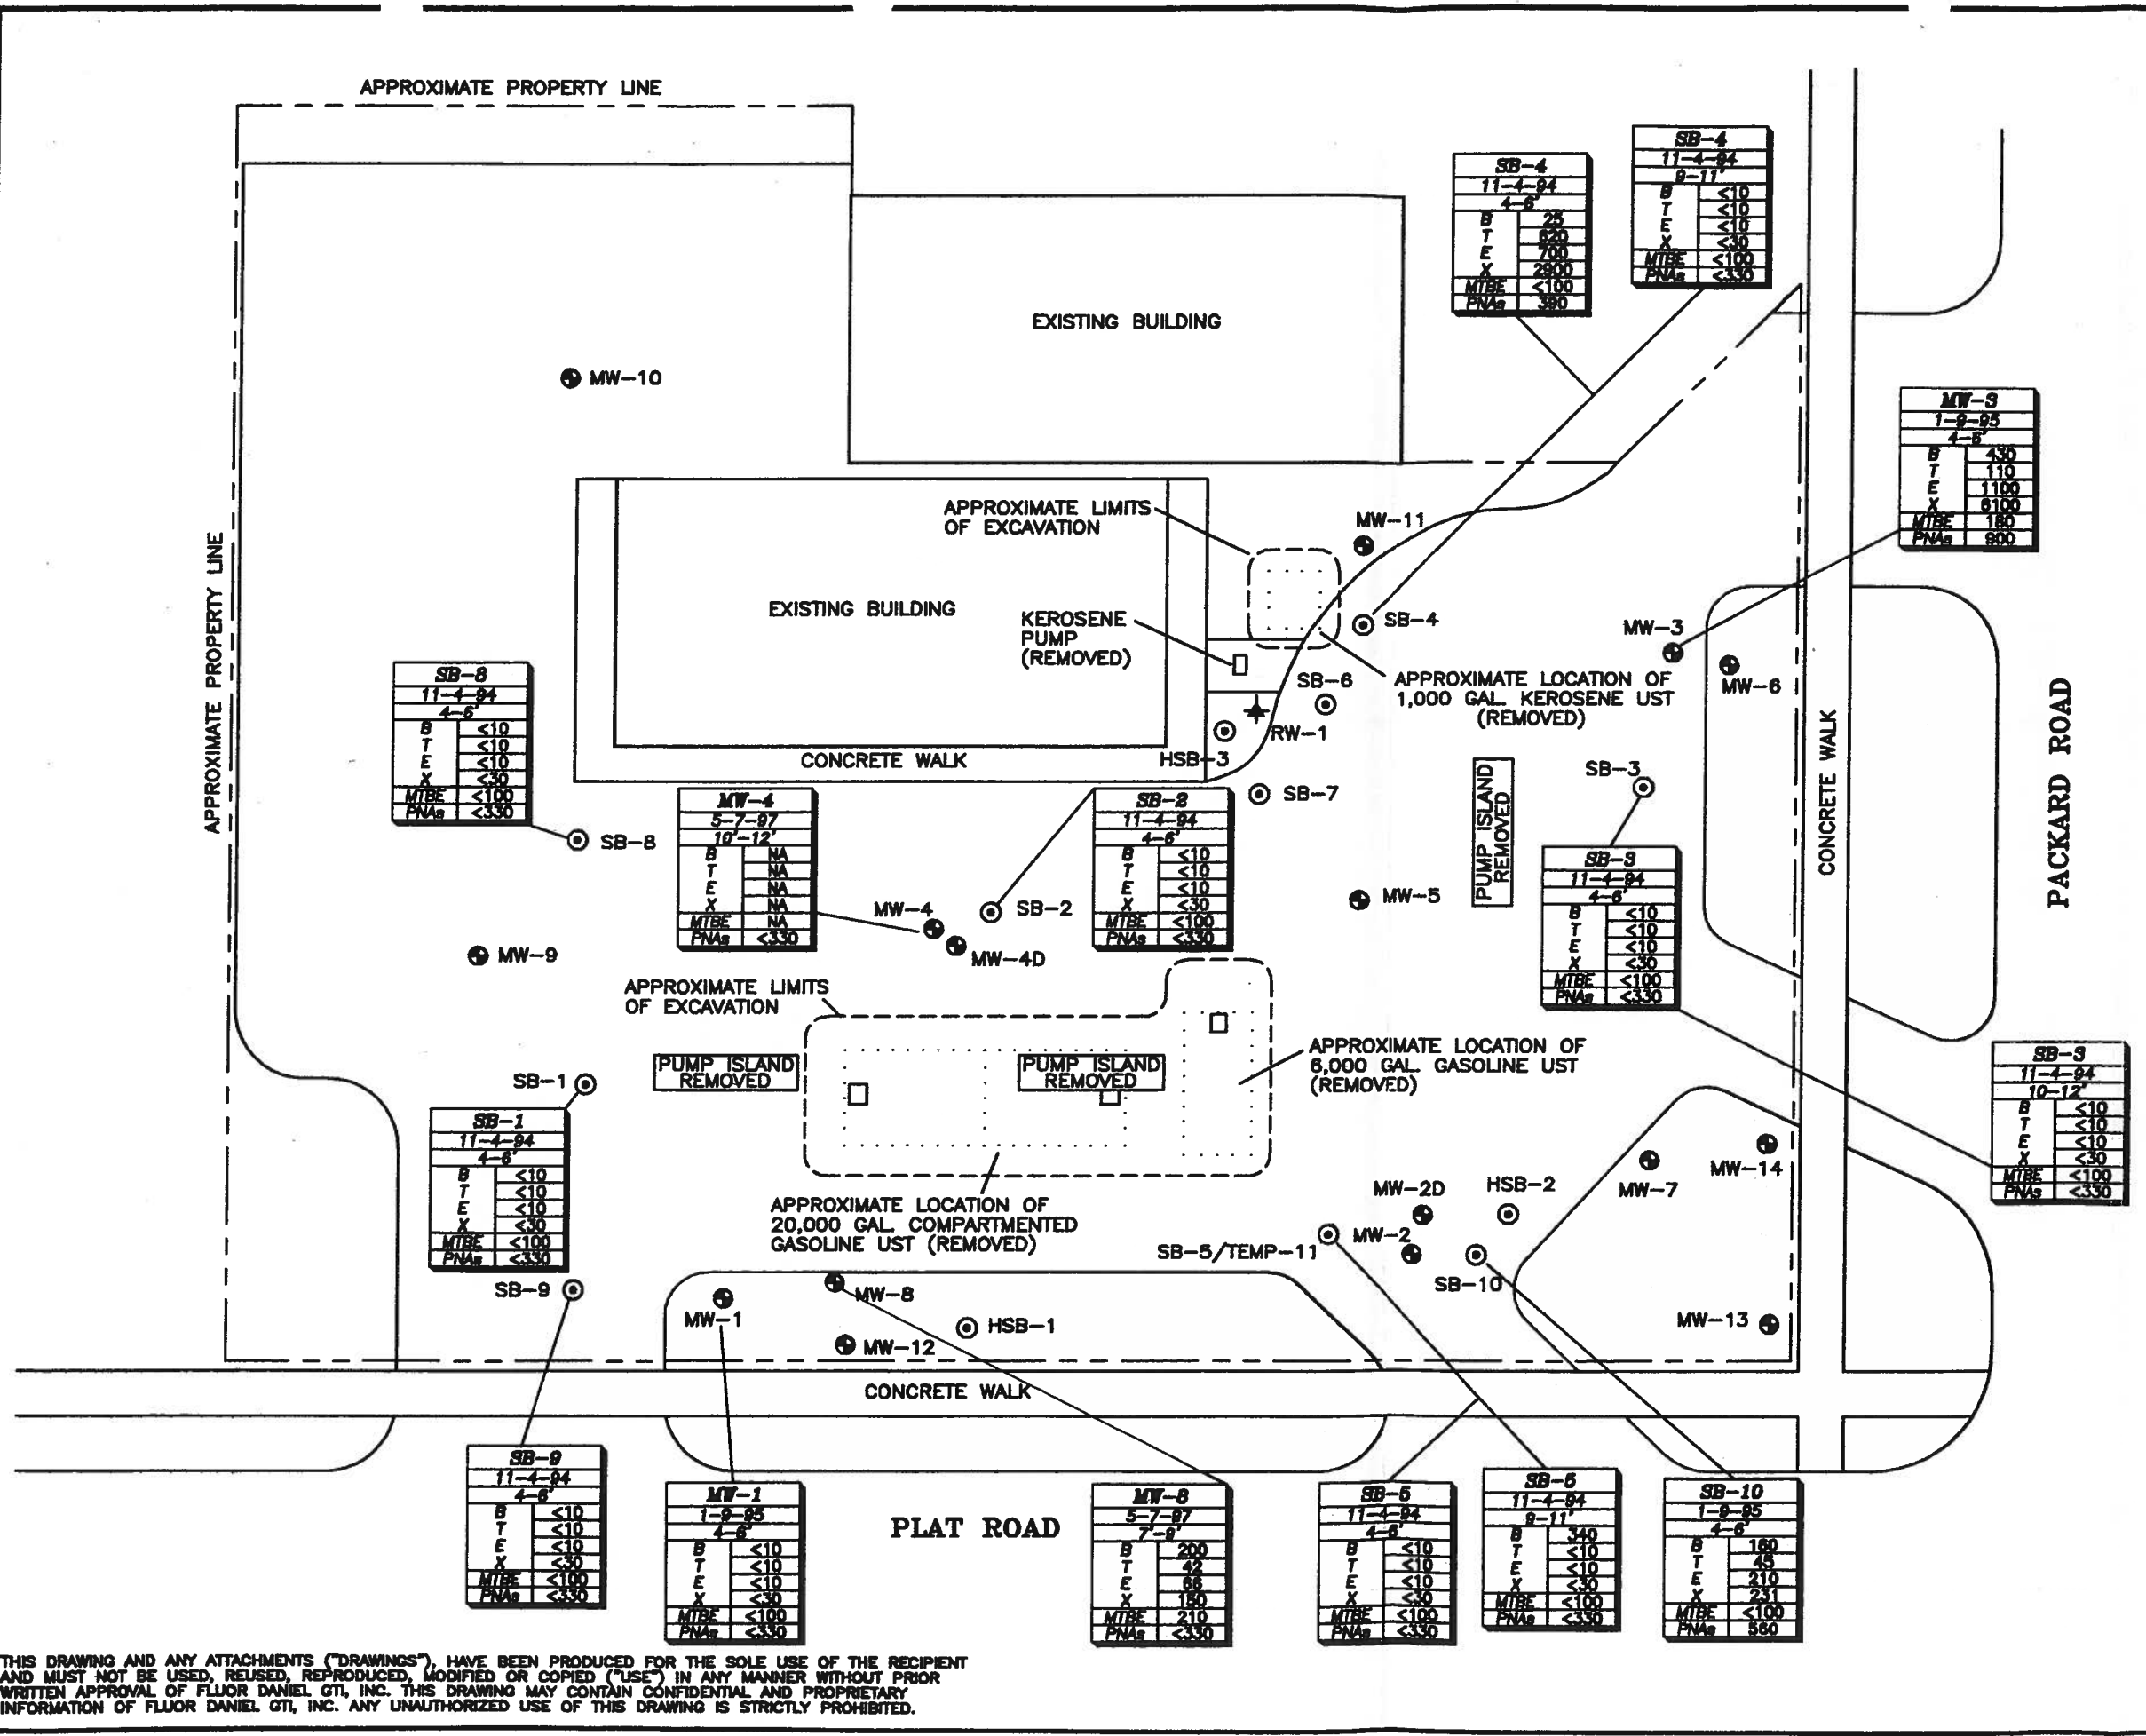 APPROXIMATE PROPERTY LINE
SB-4
11-4-94
4-6'
B 25
T 620
E 700
X 2900
MTBE <100
PNAs 390
SB-4
11-4-94
9-11'
B <10
T <10
E <10
X <30
MTBE <100
PNAs <330
EXISTING BUILDING
MW-10
MW-3
1-9-95
4-6'
B 430
T 110
E 1100
X 6100
MTBE 180
PNAs 900
APPROXIMATE LIMITS
OF EXCAVATION
MW-11
APPROXIMATE PROPERTY LINE
EXISTING BUILDING
KEROSENE
PUMP
(REMOVED)
SB-4
MW-3
MW-6
SB-6
APPROXIMATE LOCATION OF
1,000 GAL. KEROSENE UST
(REMOVED)
RW-1
HSB-3
CONCRETE WALK
CONCRETE WALK
PACKARD ROAD
SB-8
11-4-94
4-6'
B <10
T <10
E <10
X <30
MTBE <100
PNAs <330
SB-8
MW-4
5-7-97
10'-12'
B NA
T NA
E NA
X NA
MTBE NA
PNAs <330
SB-2
11-4-94
4-6'
B <10
T <10
E <10
X <30
MTBE <100
PNAs <330
SB-7
PUMP ISLAND
REMOVED
SB-3
SB-3
11-4-94
4-6'
B <10
T <10
E <10
X <30
MTBE <100
PNAs <330
MW-4
SB-2
MW-4D
MW-5
MW-9
APPROXIMATE LIMITS
OF EXCAVATION
PUMP ISLAND
REMOVED
PUMP ISLAND
REMOVED
APPROXIMATE LOCATION OF
6,000 GAL. GASOLINE UST
(REMOVED)
SB-3
11-4-94
10-12'
B <10
T <10
E <10
X <30
MTBE <100
PNAs <330
SB-1
SB-1
11-4-94
4-6'
B <10
T <10
E <10
X <30
MTBE <100
PNAs <330
APPROXIMATE LOCATION OF
20,000 GAL. COMPARTMENTED
GASOLINE UST (REMOVED)
MW-14
MW-7
MW-2D
HSB-2
MW-2
SB-5/TEMP-11
SB-10
SB-9
MW-8
MW-1
HSB-1
MW-12
MW-13
CONCRETE WALK
SB-9
11-4-94
4-6'
B <10
T <10
E <10
X <30
MTBE <100
PNAs <330
MW-1
1-9-95
4-6'
B <10
T <10
E <10
X <30
MTBE <100
PNAs <330
PLAT ROAD
MW-8
5-7-97
7'-9'
B 200
T 42
E 66
X 150
MTBE 210
PNAs <330
SB-5
11-4-94
4-6'
B <10
T <10
E <10
X <30
MTBE <100
PNAs <330
SB-5
11-4-94
9-11'
B 340
T <10
E <10
X <30
MTBE <100
PNAs <330
SB-10
1-9-95
4-6'
B 160
T 45
E 210
X 231
MTBE <100
PNAs 560
THIS DRAWING AND ANY ATTACHMENTS ("DRAWINGS"), HAVE BEEN PRODUCED FOR THE SOLE USE OF THE RECIPIENT
AND MUST NOT BE USED, REUSED, REPRODUCED, MODIFIED OR COPIED ("USE") IN ANY MANNER WITHOUT PRIOR
WRITTEN APPROVAL OF FLUOR DANIEL GTI, INC. THIS DRAWING MAY CONTAIN CONFIDENTIAL AND PROPRIETARY
INFORMATION OF FLUOR DANIEL GTI, INC. ANY UNAUTHORIZED USE OF THIS DRAWING IS STRICTLY PROHIBITED.